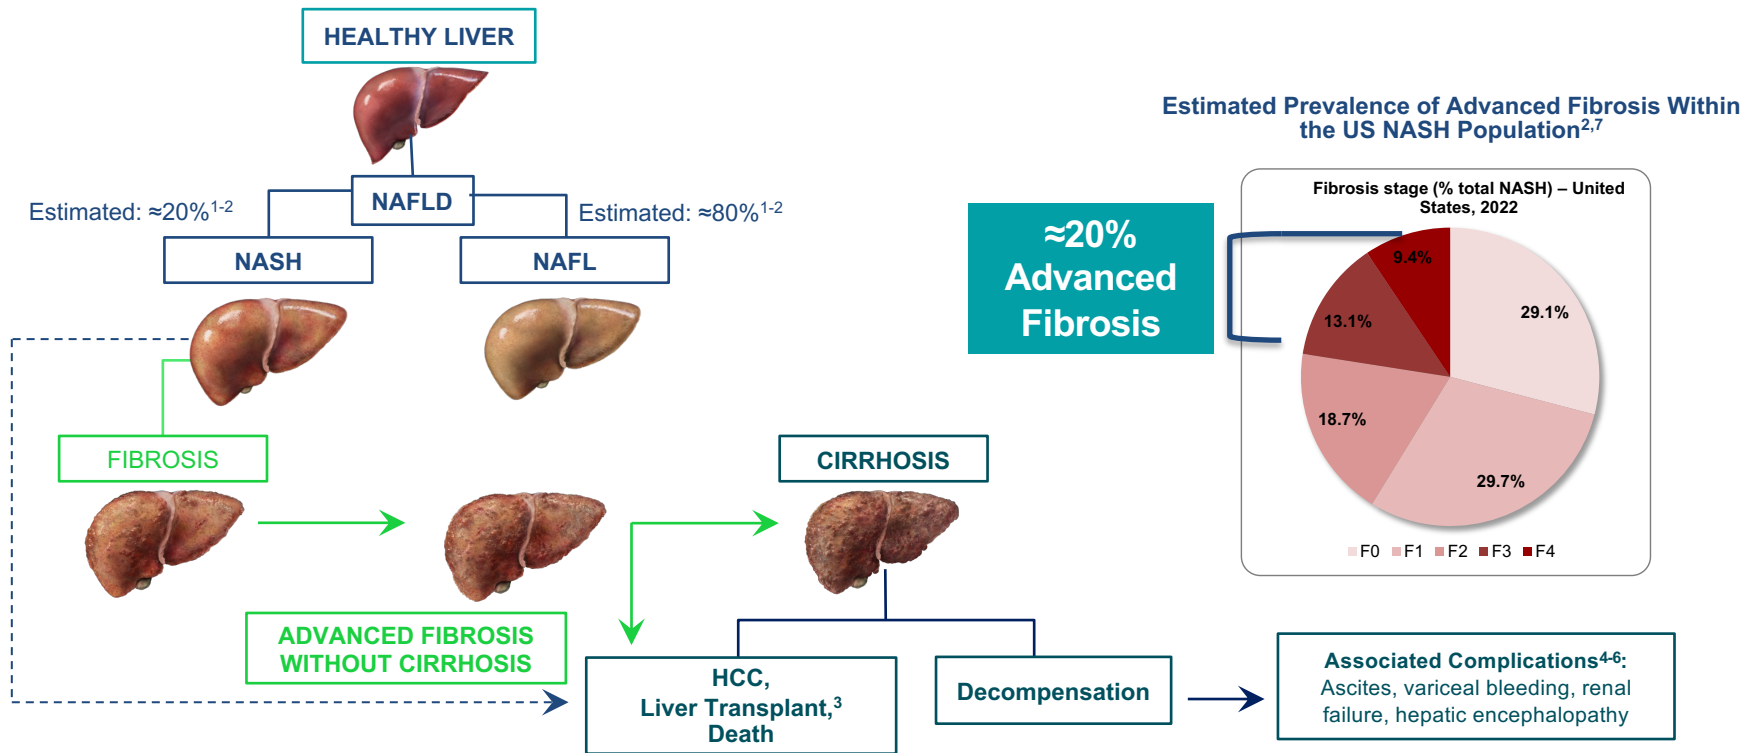 HEALTHY LIVER
NAFLD
Estimated: ≈20%1-2
Estimated: ≈80%1-2
NASH
NAFL
FIBROSIS
CIRRHOSIS
ADVANCED FIBROSIS
WITHOUT CIRRHOSIS
HCC,
Liver Transplant,3
Death
Decompensation
Associated Complications4-6:
Ascites, variceal bleeding, renal
failure, hepatic encephalopathy
Estimated Prevalence of Advanced Fibrosis Within
the US NASH Population2,7
≈20%
Advanced
Fibrosis
Fibrosis stage (% total NASH) – United
States, 2022
9.4%
29.1%
13.1%
18.7%
29.7%
F0 F1 F2 F3 F4